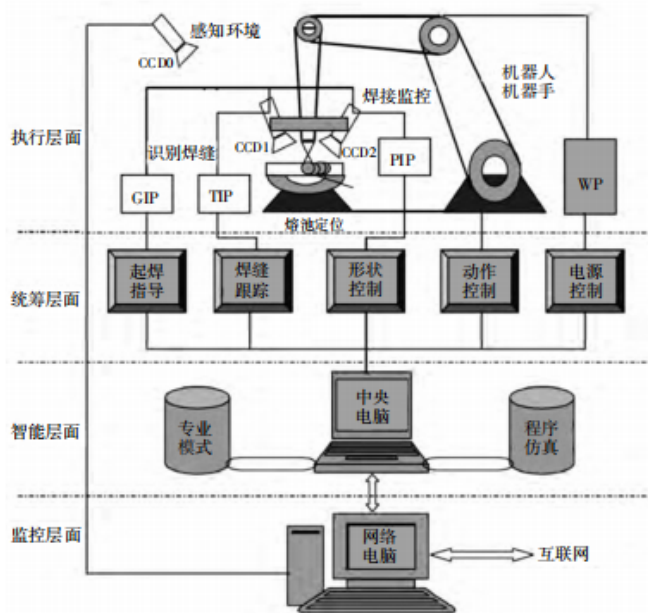 感知环境
CCD0
机器人
机器手
焊接监控
执行层面
CCD1
CCD2
识别焊缝
PIP
WP
GIP
TIP
熔池定位
统筹层面
起焊
指导
焊缝
跟踪
形状
控制
动作
控制
电源
控制
智能层面
专业
模式
中央
电脑
程序
仿真
监控层面
网络
电脑
互联网